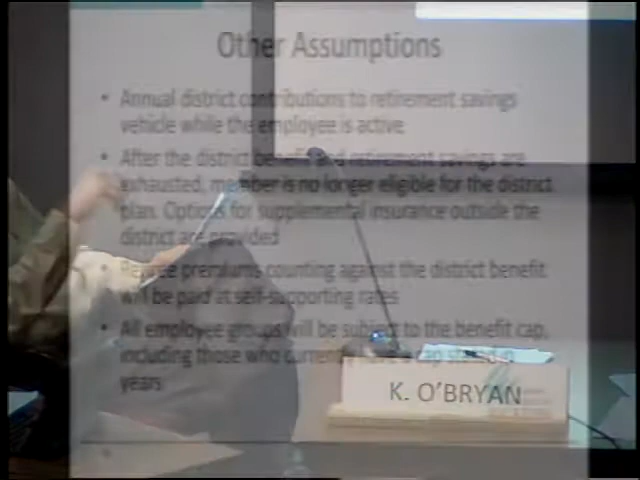 Other Assumptions
• Annual district contributions to retirement savings
vehicle while the employee is active
• After the district benefit and retirement savings are
exhausted, member is no longer eligible for the district
plan. Options for supplemental insurance outside the
district are provided
• Retiree premiums counting against the district benefit
will be paid at self-supporting rates
• All employee groups will be subject to the benefit cap,
including those who currently have a cap stated in
years
K. O'BRYAN